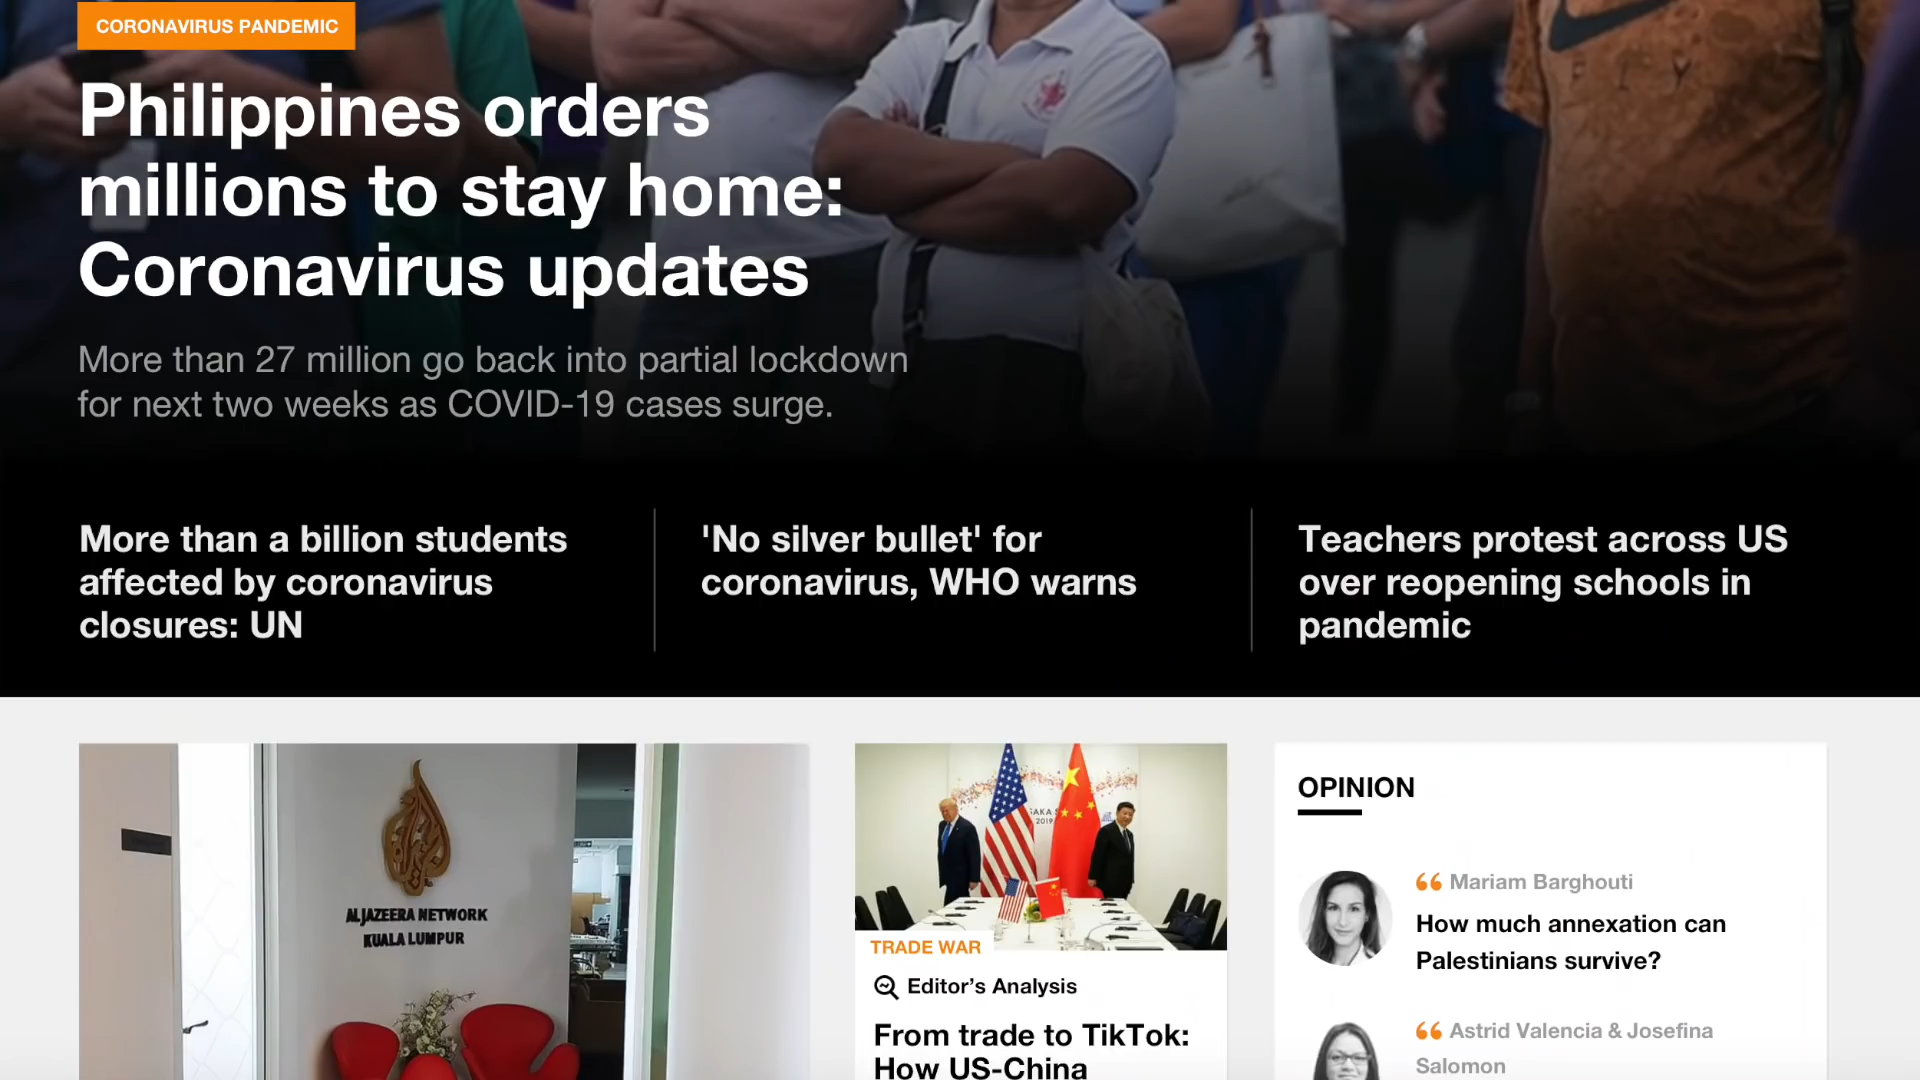 CORONAVIRUS PANDEMIC
Philippines orders
millions to stay home:
Coronavirus updates
More than 27 million go back into partial lockdown
for next two weeks as COVID-19 cases surge.
More than a billion students
affected by coronavirus
closures: UN
'No silver bullet' for
coronavirus, WHO warns
Teachers protest across US
over reopening schools in
pandemic
ALJAZEERA NETWORK
KUALA LUMPUR
2019
TRADE WAR
Editor's Analysis
From trade to TikTok:
How US-China
OPINION
Mariam Barghouti
How much annexation can
Palestinians survive?
Astrid Valencia & Josefina
Salomon